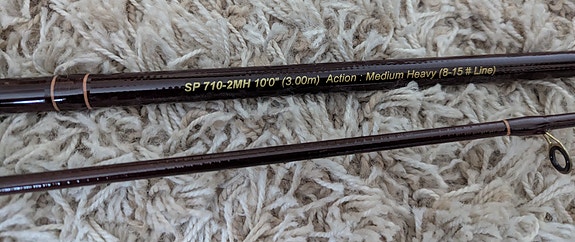 SP 710-2MH 10'0" (3.00m) Action : Medium Heavy (8-15 # Line)